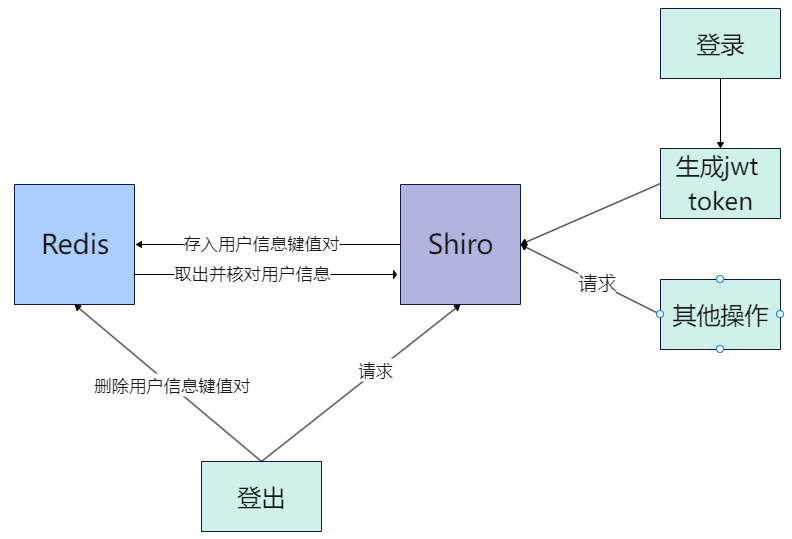 登录
生成jwt
token
Redis
存入用户信息键值对
取出并核对用户信息
Shiro
请求
其他操作
删除用户信息键值对
请求
登出